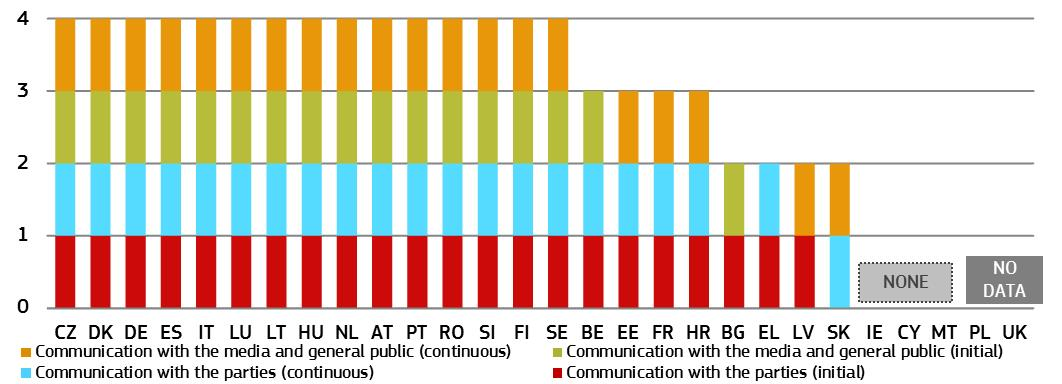 4
3
2
1
0
NONE
NO
DATA
CZ DK DE ES IT LU LT HU NL AT PT RO SI FI SE BE EE FR HR BG EL LV SK IE CY MT PL UK
Communication with the media and general public (continuous) Communication with the media and general public (initial)
Communication with the parties (continuous) Communication with the parties (initial)